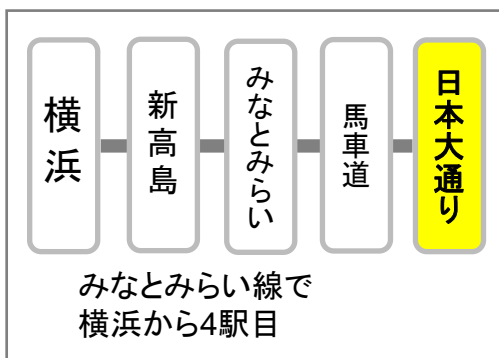 横浜
新高島
みなとみらい
馬車道
日本大通り
みなとみらい線で
横浜から4駅目